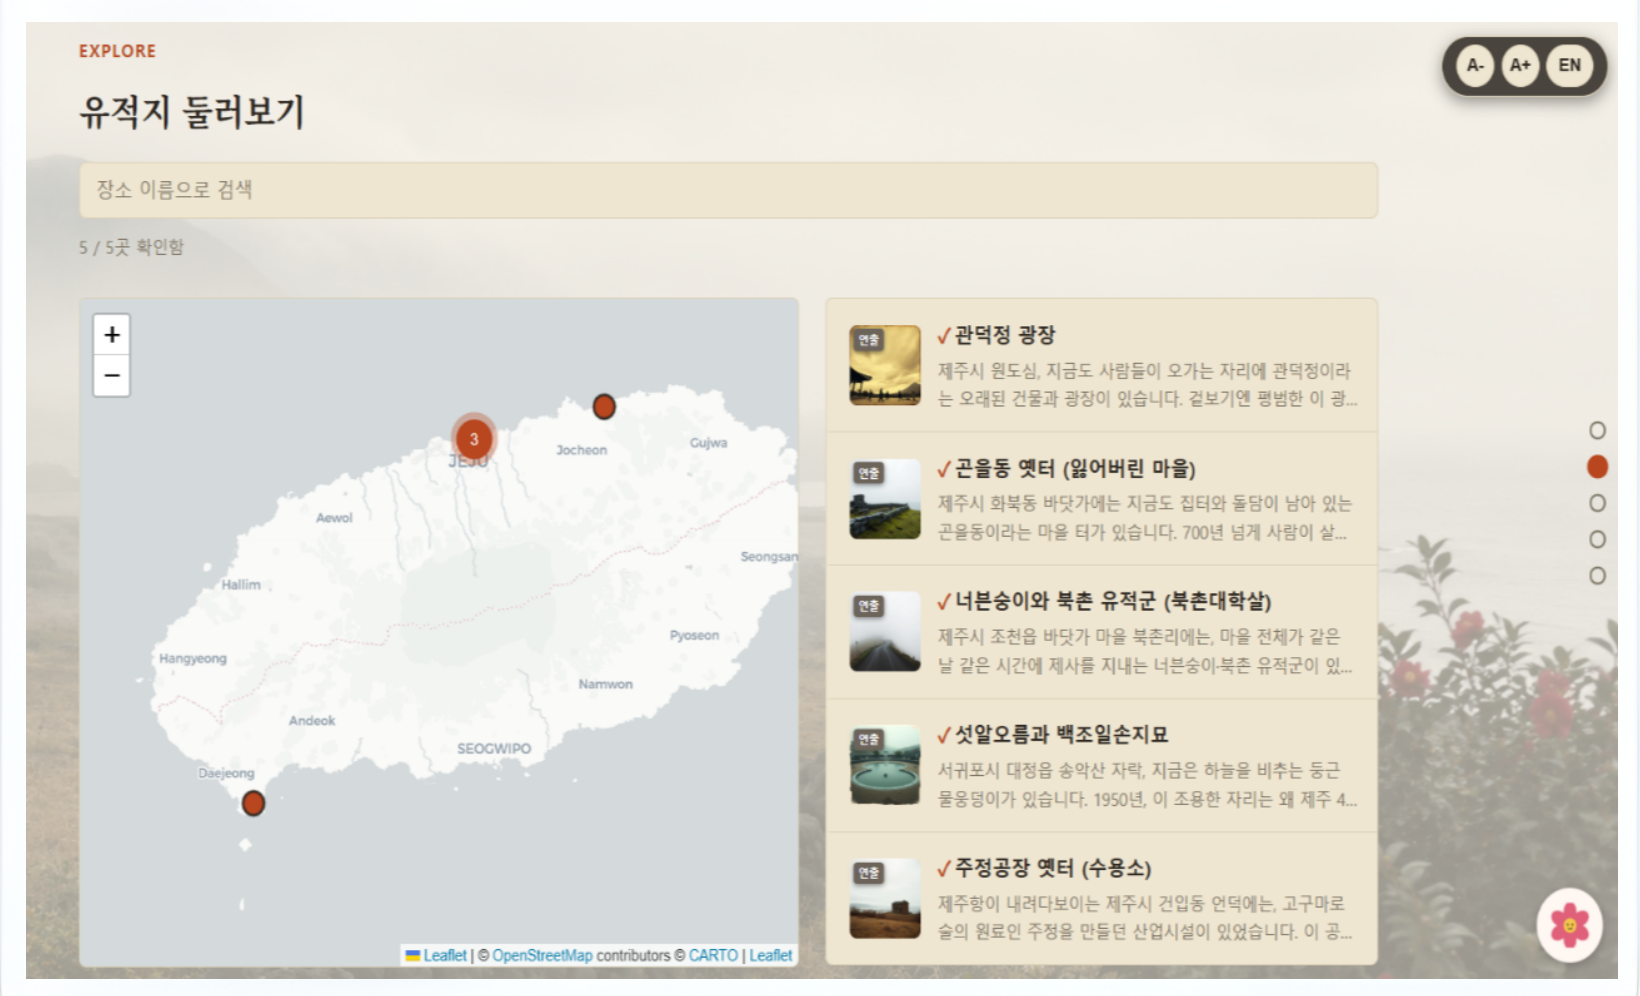 EXPLORE
A- A+ EN
유적지 둘러보기
장소 이름으로 검색
5 / 5곳 확인함
+
−
3
JEJU
Jocheon
Gujwa
Aewol
Seongsan
Hallim
Pyoseon
Hangyeong
Namwon
Andeok
SEOGWIPO
Daejeong
Leaflet | © OpenStreetMap contributors © CARTO | Leaflet
연출
✓관덕정 광장
제주시 원도심, 지금도 사람들이 오가는 자리에 관덕정이라
는 오래된 건물과 광장이 있습니다. 겉보기엔 평범한 이 광...
연출
✓곤을동 옛터 (잃어버린 마을)
제주시 화북동 바닷가에는 지금도 집터와 돌담이 남아 있는
곤을동이라는 마을 터가 있습니다. 700년 넘게 사람이 살...
연출
✓너븐숭이와 북촌 유적군 (북촌대학살)
제주시 조천읍 바닷가 마을 북촌리에는, 마을 전체가 같은
날 같은 시간에 제사를 지내는 너븐숭이·북촌 유적군이 있...
연출
✓섯알오름과 백조일손지묘
서귀포시 대정읍 송악산 자락, 지금은 하늘을 비추는 둥근
물웅덩이가 있습니다. 1950년, 이 조용한 자리는 왜 제주 4...
연출
✓주정공장 옛터 (수용소)
제주항이 내려다보이는 제주시 건입동 언덕에는, 고구마로
술의 원료인 주정을 만들던 산업시설이 있었습니다. 이 공...